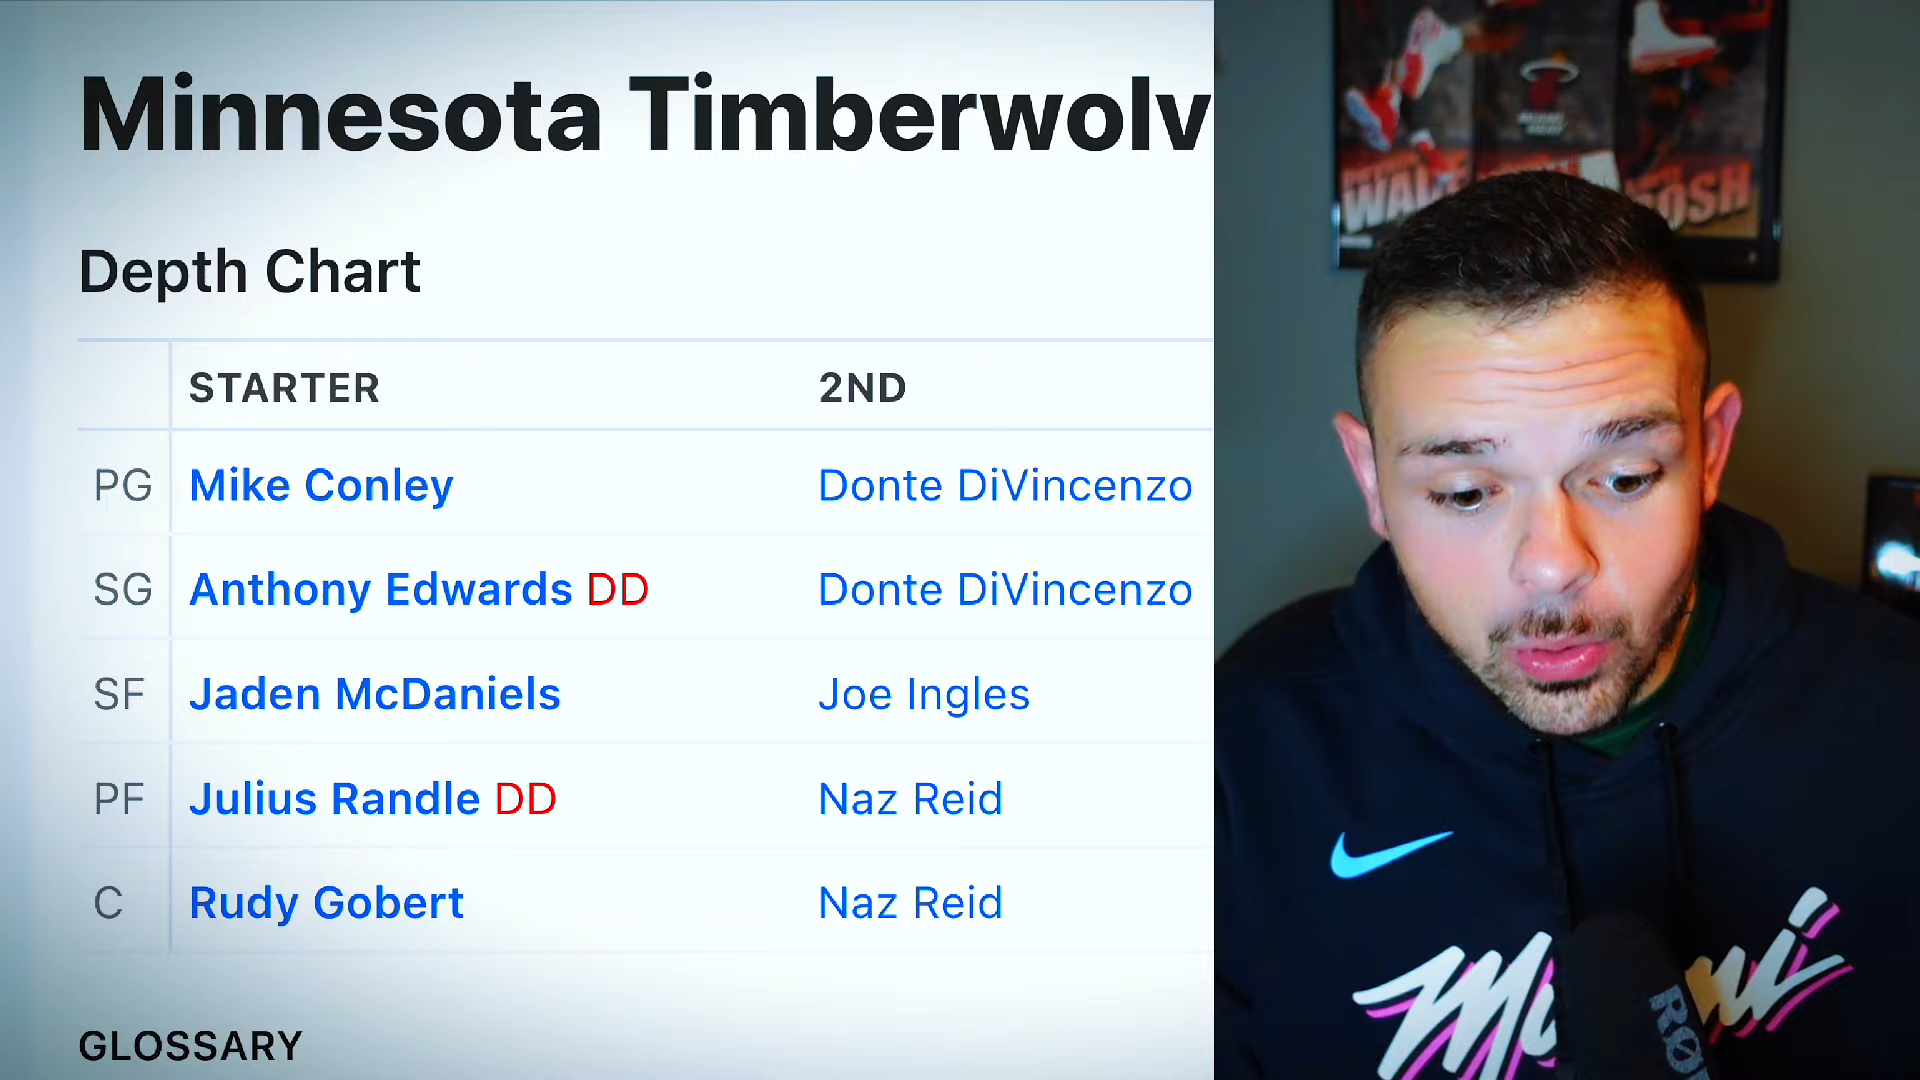 Minnesota Timberwolv
Depth Chart
STARTER 2ND
PG Mike Conley Donte DiVincenzo
SG Anthony Edwards DD Donte DiVincenzo
SF Jaden McDaniels Joe Ingles
PF Julius Randle DD Naz Reid
C Rudy Gobert Naz Reid
GLOSSARY